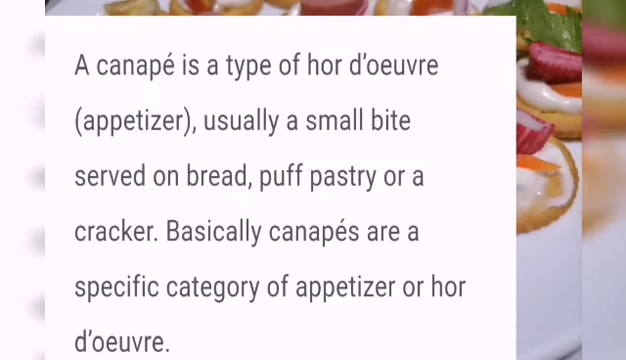 A canapé is a type of hor d’oeuvre
(appetizer), usually a small bite
served on bread, puff pastry or a
cracker. Basically canapés are a
specific category of appetizer or hor
d’oeuvre.